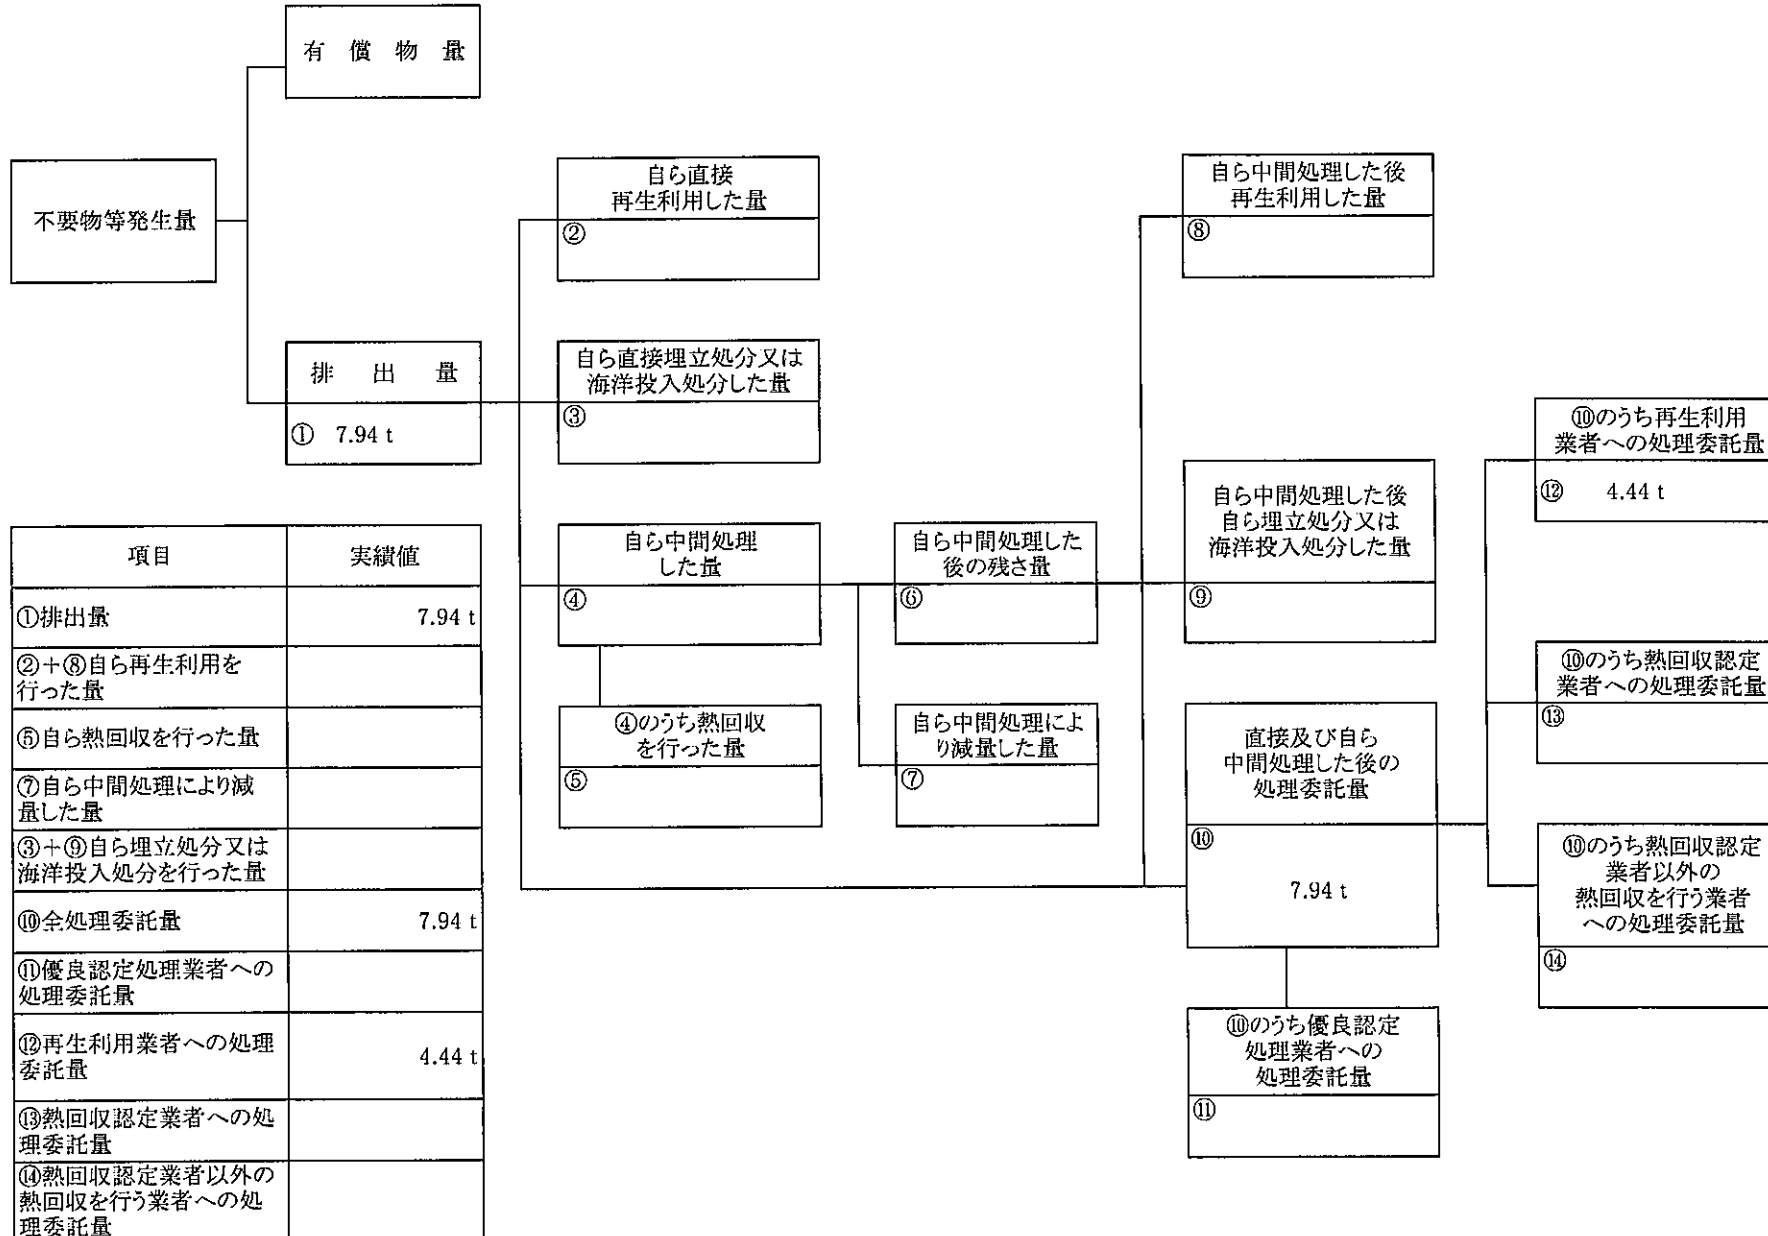 有償物量
不要物等発生量
排出量
① 7.94 t
自ら直接
再生利用した量
②
自ら直接埋立処分又は
海洋投入処分した量
③
自ら中間処理
した量
④
④のうち熱回収
を行った量
⑤
自ら中間処理した
後の残さ量
⑥
自ら中間処理によ
り減量した量
⑦
自ら中間処理した後
再生利用した量
⑧
自ら中間処理した後
自ら埋立処分又は
海洋投入処分した量
⑨
直接及び自ら
中間処理した後の
処理委託量
⑩
7.94 t
⑩のうち優良認定
処理業者への
処理委託量
⑪
⑩のうち再生利用
業者への処理委託量
⑫ 4.44 t
⑩のうち熱回収認定
業者への処理委託量
⑬
⑩のうち熱回収認定
業者以外の
熱回収を行う業者
への処理委託量
⑭
項目 実績値
①排出量 7.94 t
②＋⑧自ら再生利用を
行った量
⑤自ら熱回収を行った量
⑦自ら中間処理により減
量した量
③＋⑨自ら埋立処分又は
海洋投入処分を行った量
⑩全処理委託量 7.94 t
⑪優良認定処理業者への
処理委託量
⑫再生利用業者への処理
委託量 4.44 t
⑬熱回収認定業者への処
理委託量
⑭熱回収認定業者以外の
熱回収を行う業者への処
理委託量